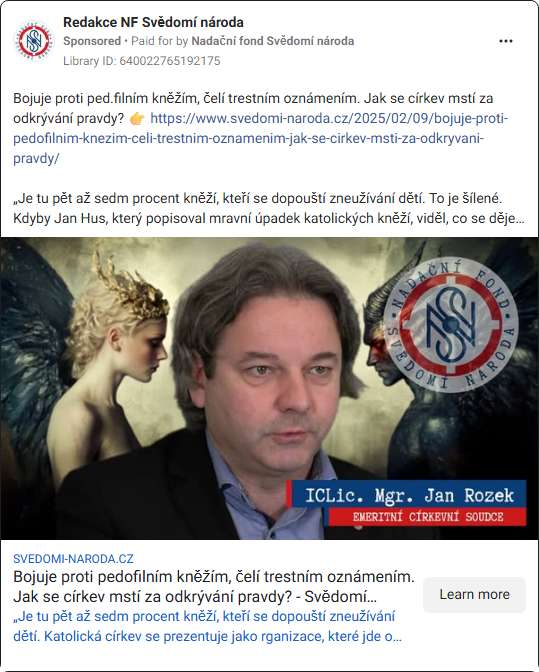 Redakce NF Svědomí národa
Sponsored • Paid for by Nadační fond Svědomí národa
Library ID: 640022765192175
Bojuje proti ped.filním kněžím, čelí trestním oznámením. Jak se církev mstí za
odkrývání pravdy? 👉 https://www.svedomi-naroda.cz/2025/02/09/bojuje-proti-
pedofilnim-knezim-celi-trestnim-oznamenim-jak-se-cirkev-msti-za-odkryvani-
pravdy/
„Je tu pět až sedm procent kněží, kteří se dopouští zneužívání dětí. To je šílené.
Kdyby Jan Hus, který popisoval mravní úpadek katolických kněží, viděl, co se děje...
NADAČNÍ FOND
SVĚDOMÍ NÁRODA
ICLic. Mgr. Jan Rozek
EMERITNÍ CÍRKEVNÍ SOUDCE
SVEDOMI-NARODA.CZ
Bojuje proti pedofilním kněžím, čelí trestním oznámením.
Jak se církev mstí za odkrývání pravdy? - Svědomí...
Learn more
„Je tu pět až sedm procent kněží, kteří se dopouští zneužívání
dětí. Katolická církev se prezentuje jako rganizace, které jde o...